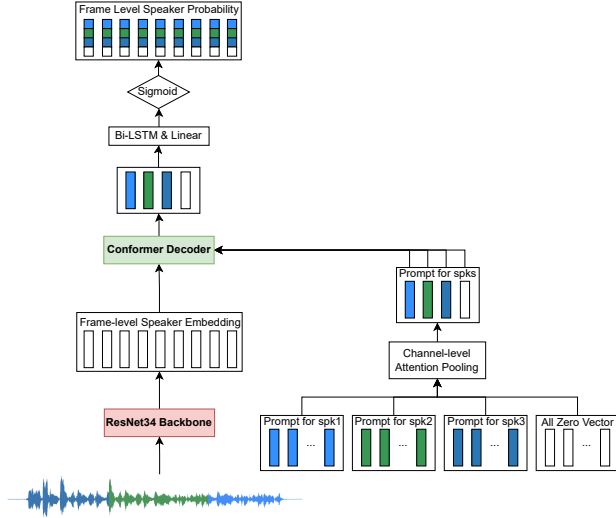 Frame Level Speaker Probability
Sigmoid
Bi-LSTM & Linear
Conformer Decoder
Prompt for spks
Frame-level Speaker Embedding
Channel-level
Attention Pooling
ResNet34 Backbone
Prompt for spk1
...
Prompt for spk2
...
Prompt for spk3
...
All Zero Vector
...